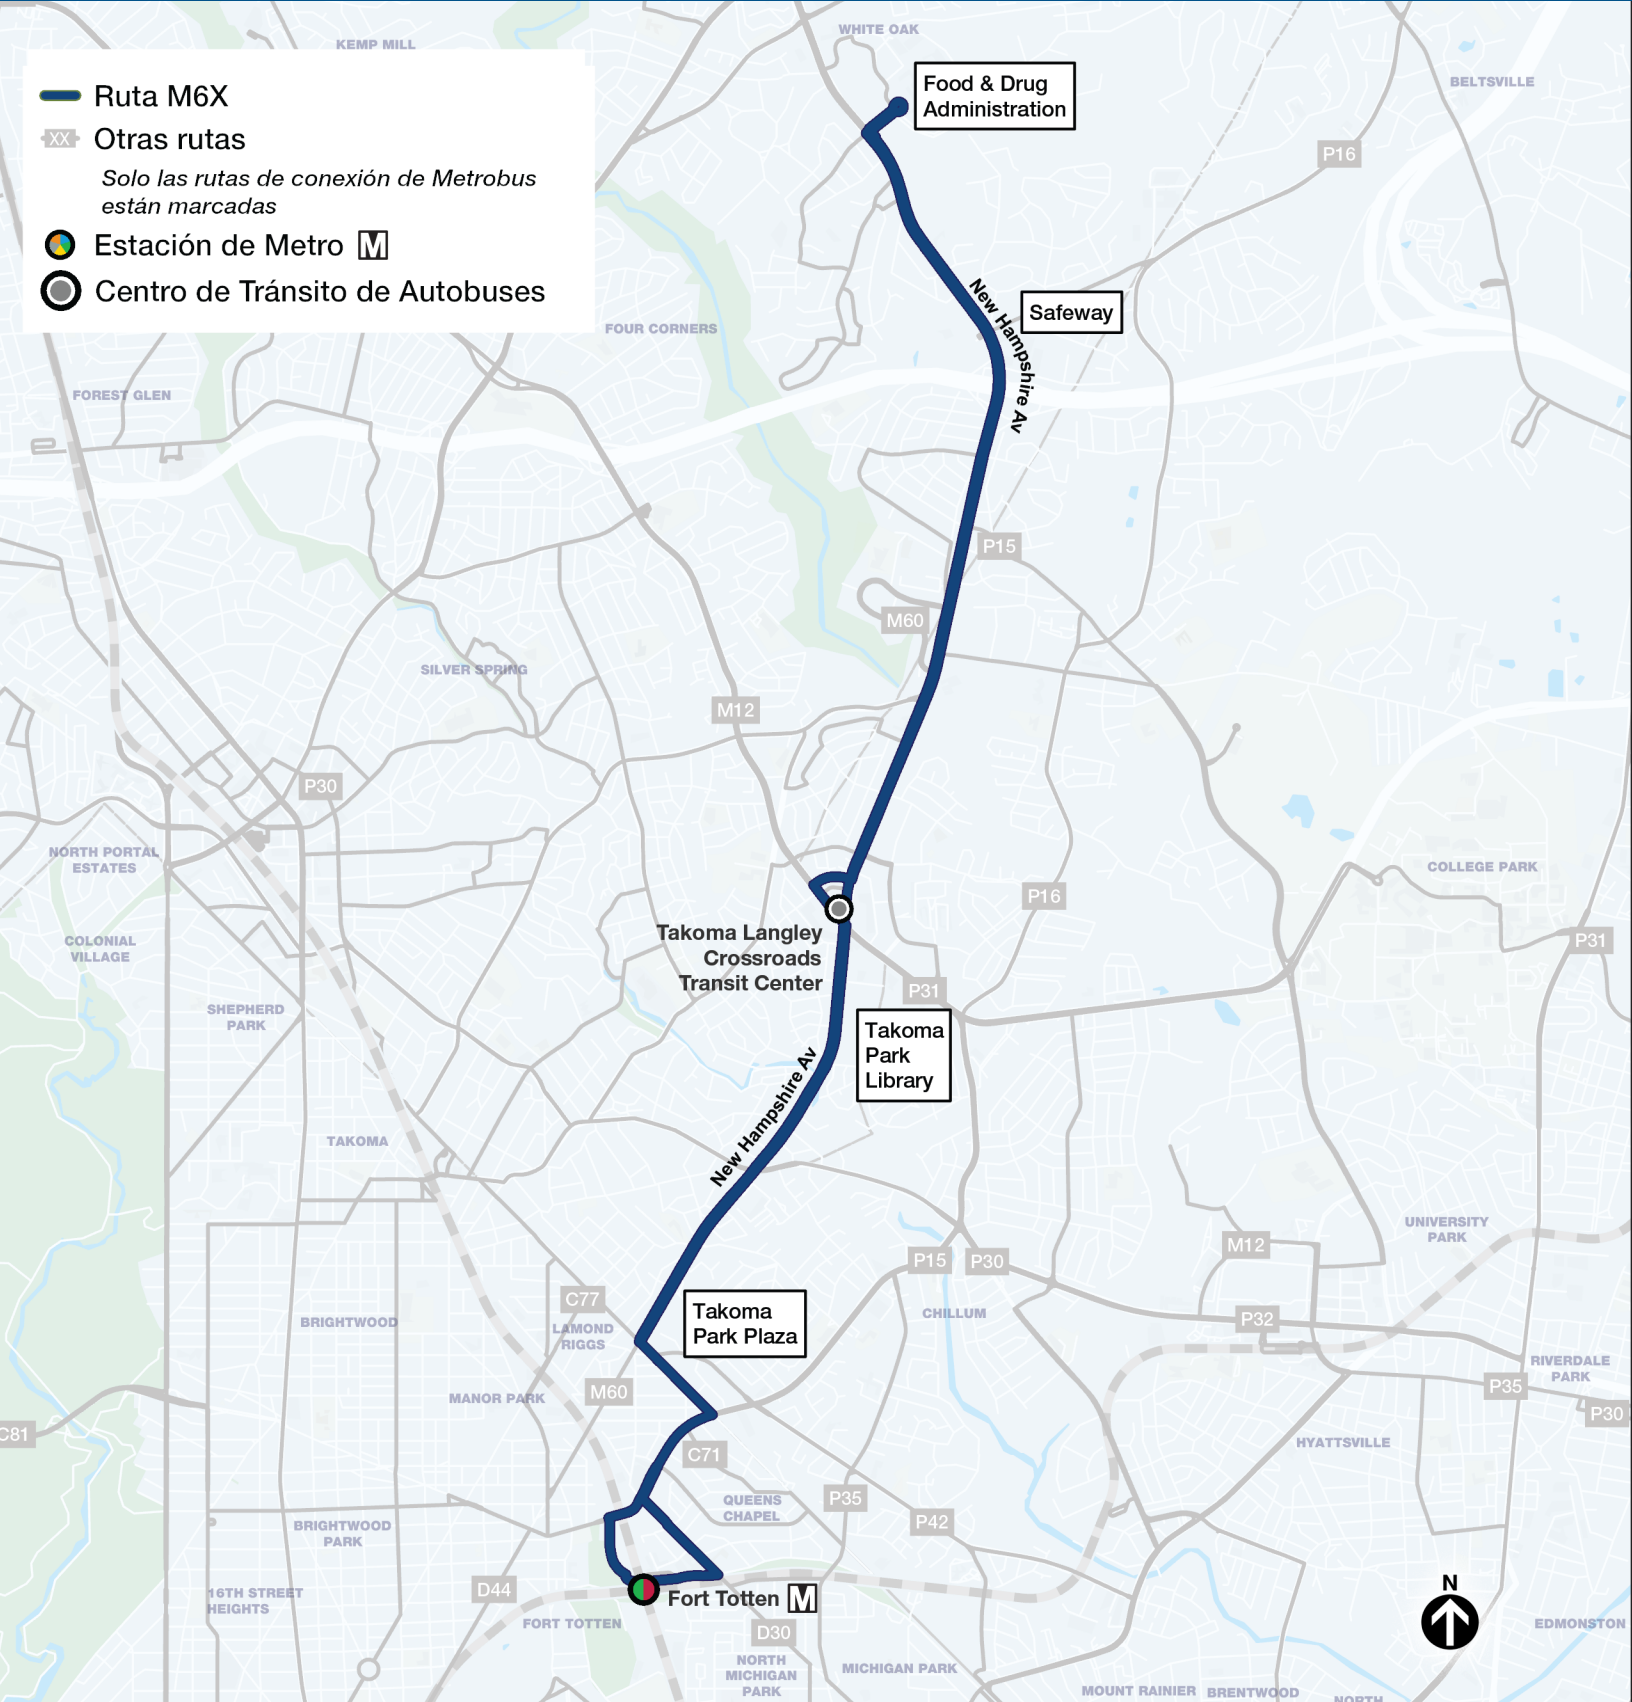 WHITE OAK
KEMP MILL
BELTSVILLE
Food & Drug
Administration
Ruta M6X
XX Otras rutas
Solo las rutas de conexión de Metrobus
están marcadas
Estación de Metro M
Centro de Tránsito de Autobuses
P16
New Hampshire Av
Safeway
FOUR CORNERS
FOREST GLEN
P15
M60
SILVER SPRING
M12
P30
NORTH PORTAL
ESTATES
COLLEGE PARK
P16
Takoma Langley
Crossroads
Transit Center
COLONIAL
VILLAGE
P31
P31
SHEPHERD
PARK
Takoma
Park
Library
New Hampshire Av
TAKOMA
UNIVERSITY
PARK
M12
P15
P30
C77
CHILLUM
BRIGHTWOOD
LAMOND
RIGGS
Takoma
Park Plaza
P32
RIVERDALE
PARK
MANOR PARK
M60
P35
P30
C81
HYATTSVILLE
C71
QUEENS
CHAPEL
P35
P42
BRIGHTWOOD
PARK
16TH STREET
HEIGHTS
D44
Fort Totten M
N
FORT TOTTEN
D30
EDMONSTON
NORTH
MICHIGAN
PARK
MICHIGAN PARK
MOUNT RAINIER
BRENTWOOD
NORTH